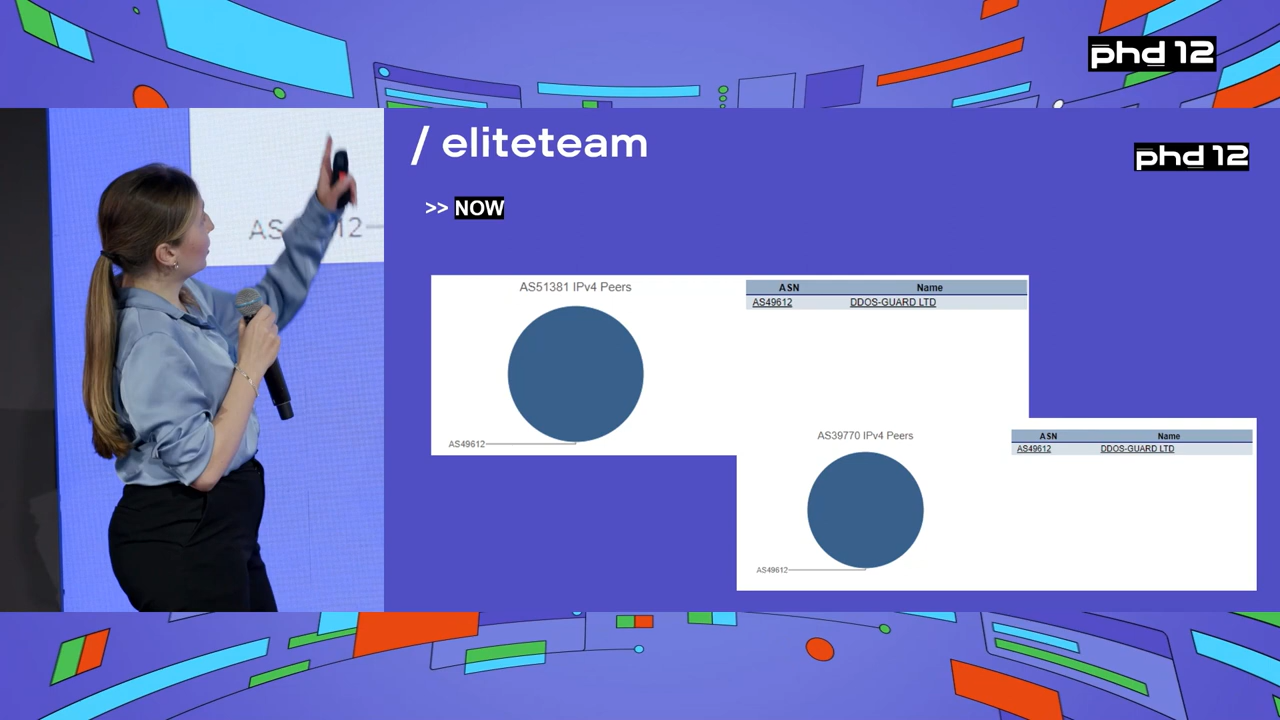 phd 12
/ eliteteam
phd 12
>> NOW
AS51381 IPv4 Peers
ASN Name
AS49612 DDOS-GUARD LTD
AS49612
AS39770 IPv4 Peers
ASN Name
AS49612 DDOS-GUARD LTD
AS49612